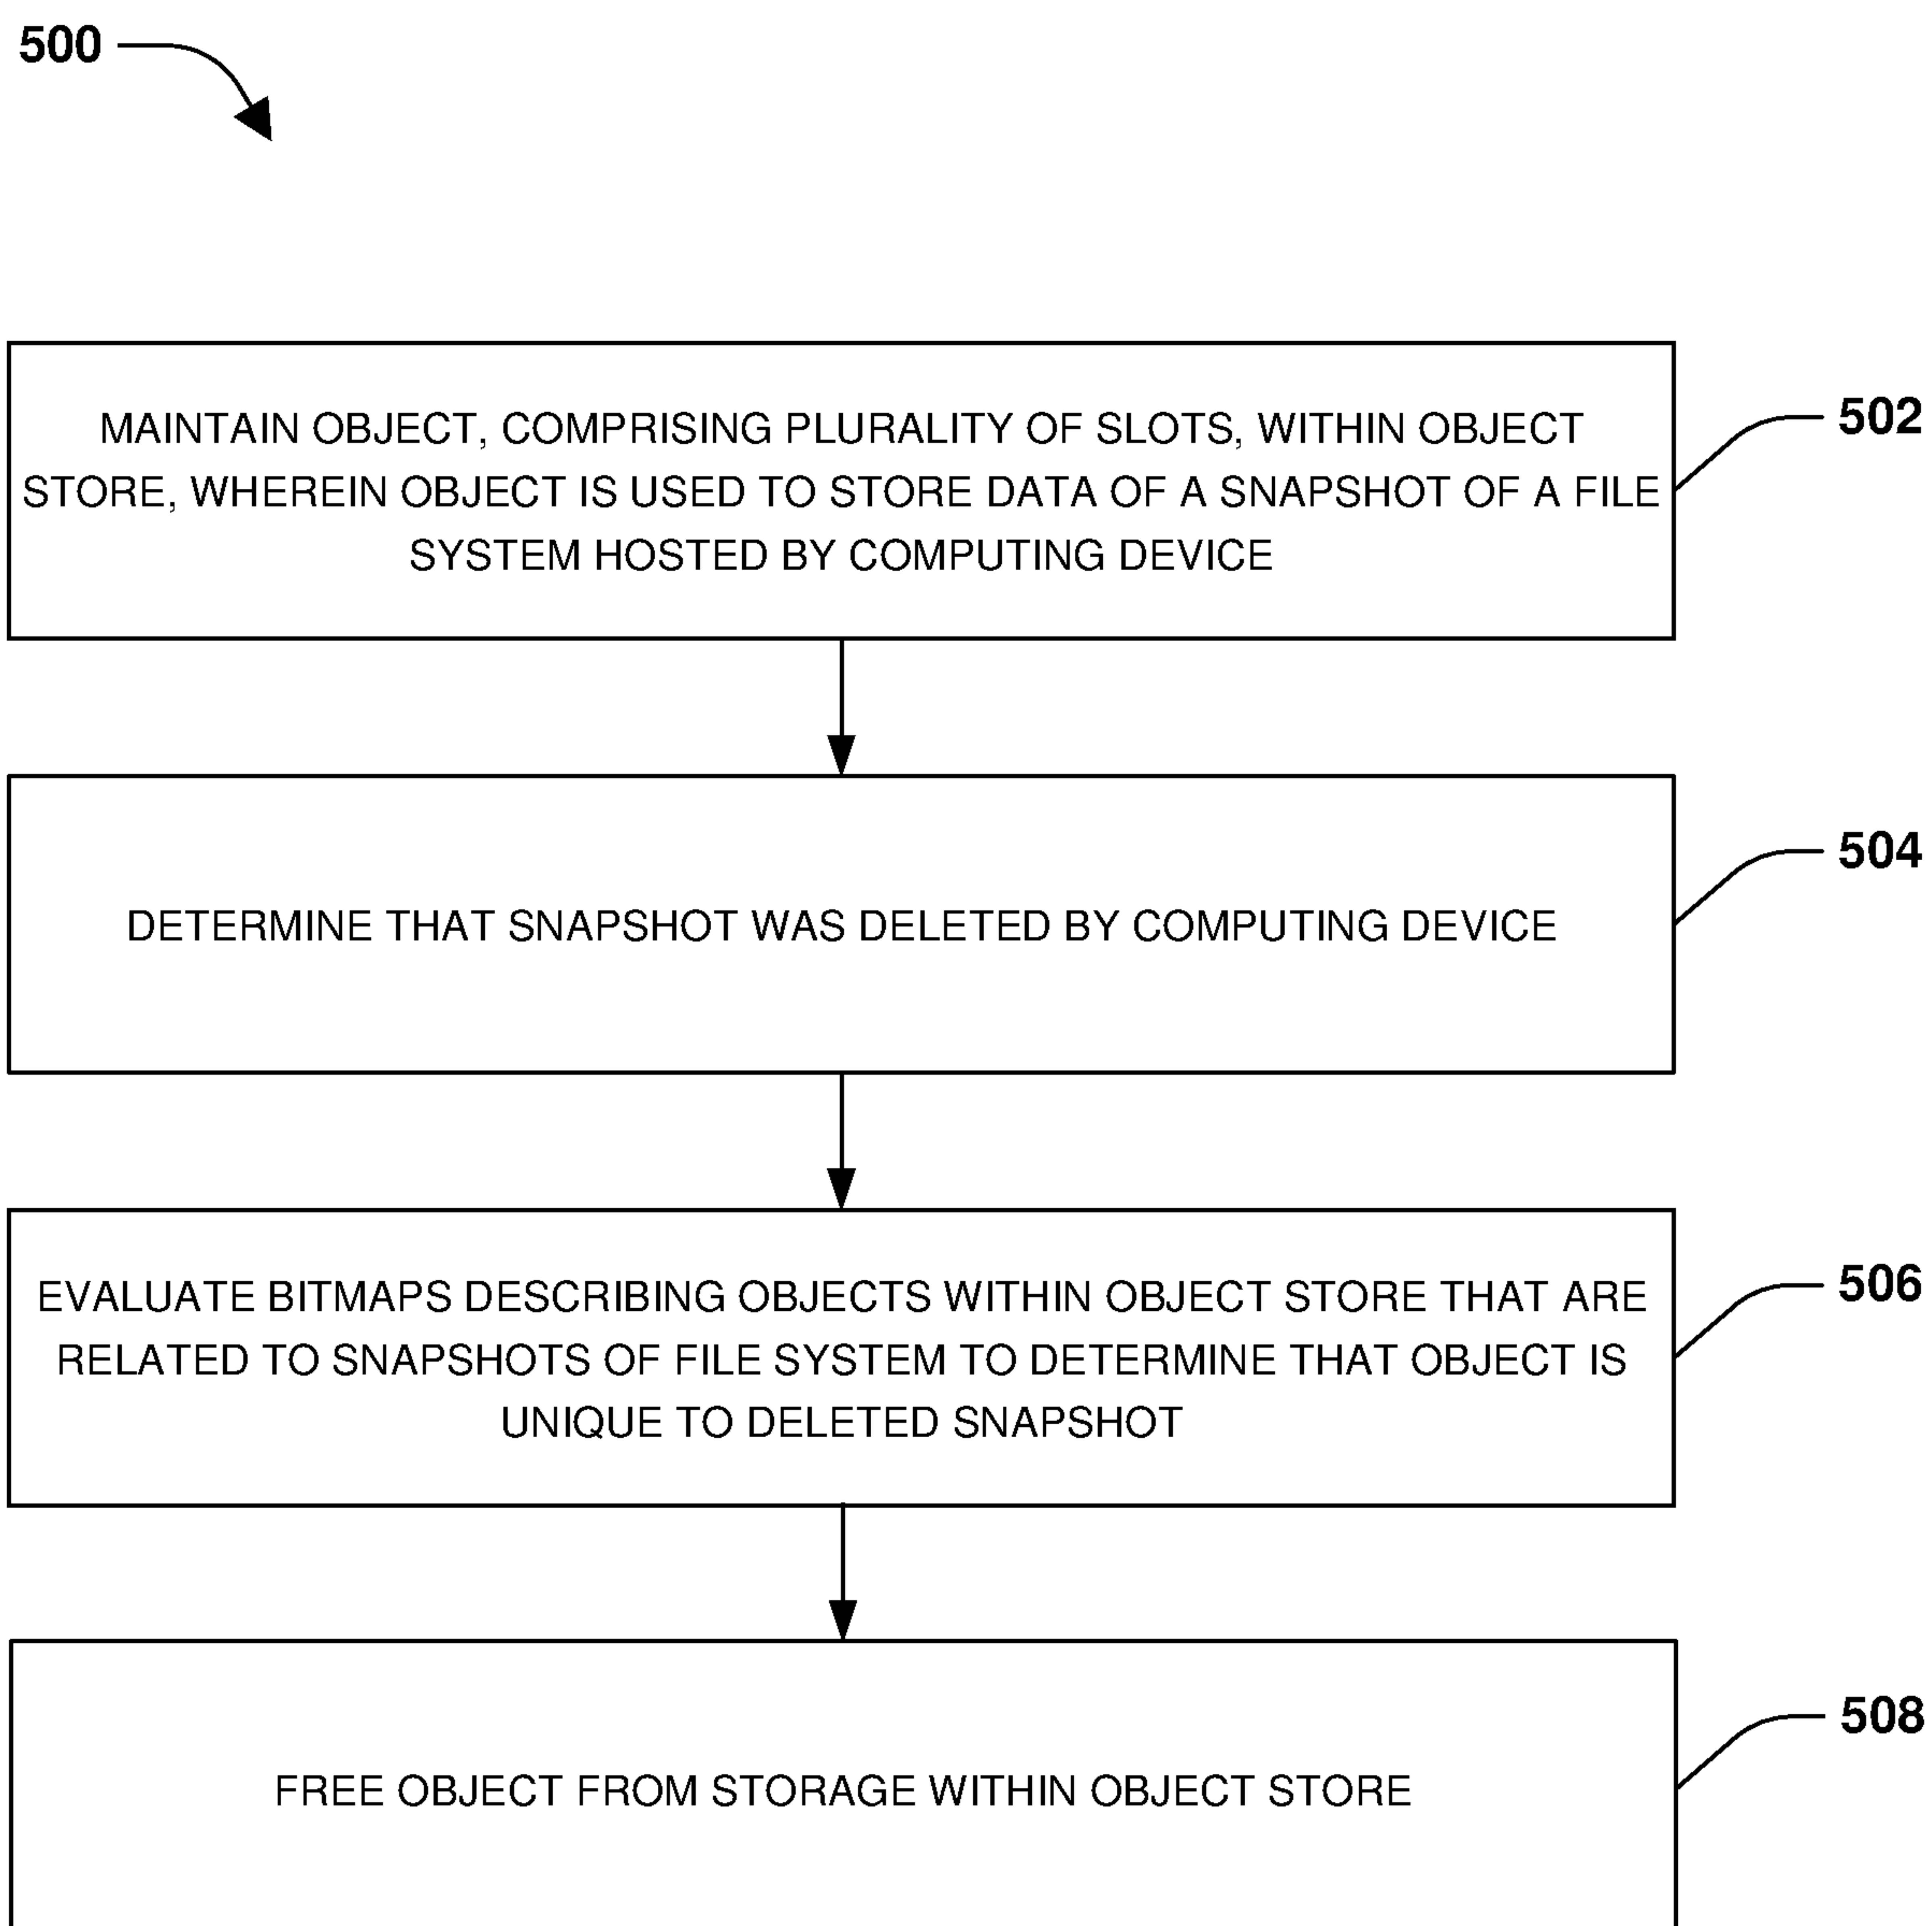 500
MAINTAIN OBJECT, COMPRISING PLURALITY OF SLOTS, WITHIN OBJECT
STORE, WHEREIN OBJECT IS USED TO STORE DATA OF A SNAPSHOT OF A FILE
SYSTEM HOSTED BY COMPUTING DEVICE
502
DETERMINE THAT SNAPSHOT WAS DELETED BY COMPUTING DEVICE
504
EVALUATE BITMAPS DESCRIBING OBJECTS WITHIN OBJECT STORE THAT ARE
RELATED TO SNAPSHOTS OF FILE SYSTEM TO DETERMINE THAT OBJECT IS
UNIQUE TO DELETED SNAPSHOT
506
FREE OBJECT FROM STORAGE WITHIN OBJECT STORE
508